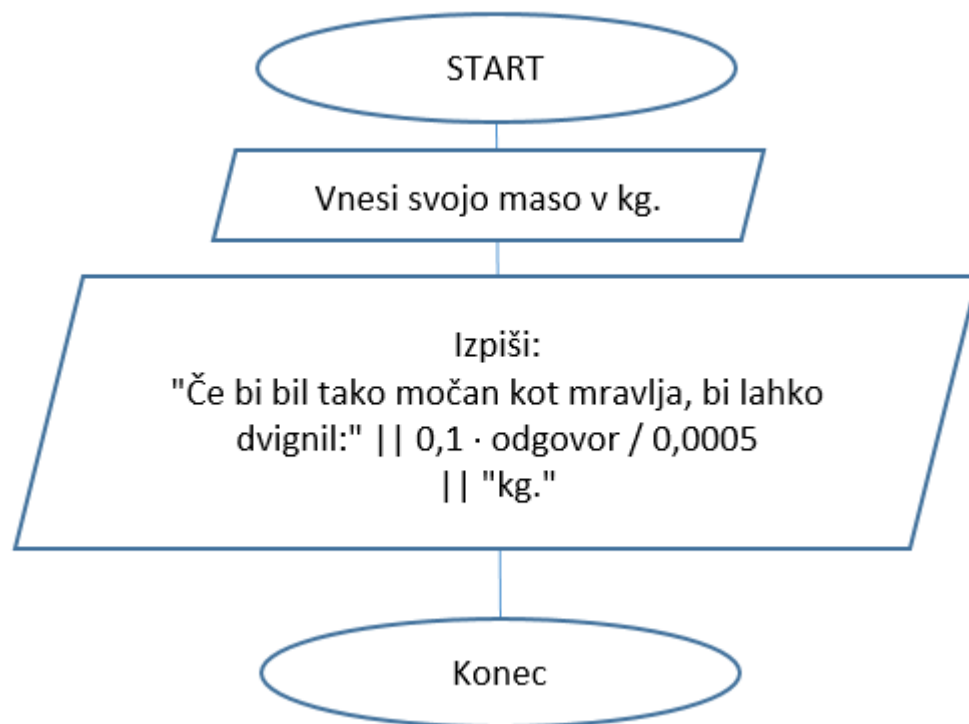 START
Vnesi svojo maso v kg.
Izpiši:
"Če bi bil tako močan kot mravlja, bi lahko
dvignil:" || 0,1 · odgovor / 0,0005
|| "kg."
Konec